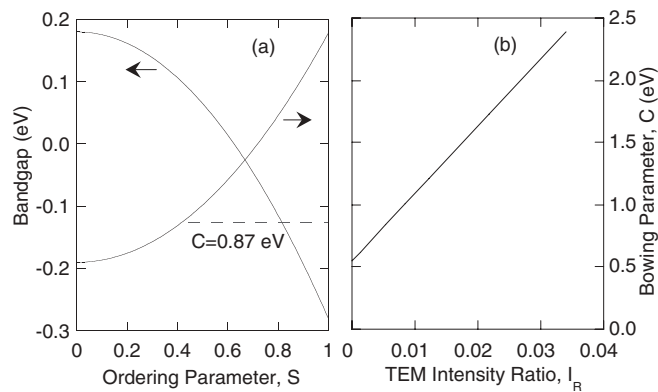 (a)
(b)
0.2
0.1
0.0
-0.1
-0.2
-0.3
Bandgap (eV)
C=0.87 eV
0 0.2 0.4 0.6 0.8 1
Ordering Parameter, S
2.5
2.0
1.5
1.0
0.5
0.0
Bowing Parameter, C (eV)
0 0.01 0.02 0.03 0.04
TEM Intensity Ratio, I_R